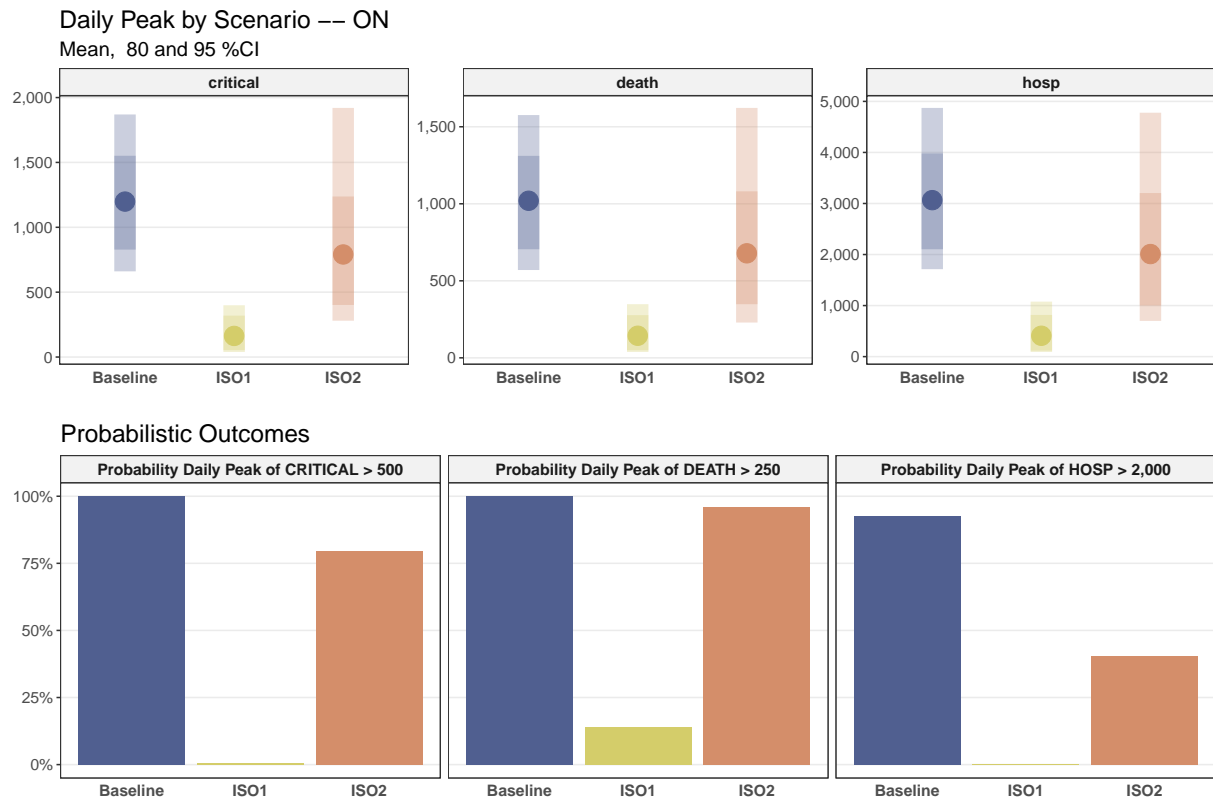 Daily Peak by Scenario −− ON
Mean,  80 and 95 %CI
critical
death
hosp
2,000
1,500
1,000
500
0
1,500
1,000
500
0
5,000
4,000
3,000
2,000
1,000
0
Baseline ISO1 ISO2
Baseline ISO1 ISO2
Baseline ISO1 ISO2
Probabilistic Outcomes
Probability Daily Peak of CRITICAL > 500
Probability Daily Peak of DEATH > 250
Probability Daily Peak of HOSP > 2,000
100%
75%
50%
25%
0%
Baseline ISO1 ISO2
Baseline ISO1 ISO2
Baseline ISO1 ISO2